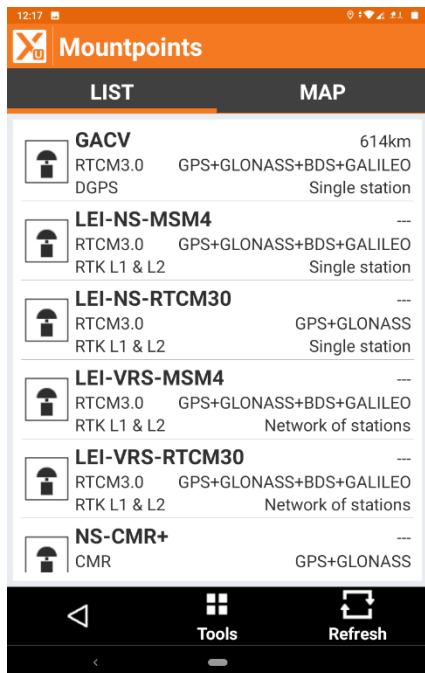 12:17
U
Mountpoints
LIST MAP
GACV 614km
RTCM3.0 GPS+GLONASS+BDS+GALILEO
DGPS Single station
LEI-NS-MSM4 ---
RTCM3.0 GPS+GLONASS+BDS+GALILEO
RTK L1 & L2 Single station
LEI-NS-RTCM30 ---
RTCM3.0 GPS+GLONASS
RTK L1 & L2 Single station
LEI-VRS-MSM4 ---
RTCM3.0 GPS+GLONASS+BDS+GALILEO
RTK L1 & L2 Network of stations
LEI-VRS-RTCM30 ---
RTCM3.0 GPS+GLONASS+BDS+GALILEO
RTK L1 & L2 Network of stations
NS-CMR+ ---
CMR GPS+GLONASS
Tools Refresh